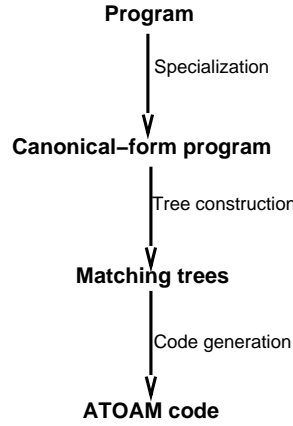 Program
Specialization
Canonical−form program
Tree construction
Matching trees
Code generation
ATOAM code